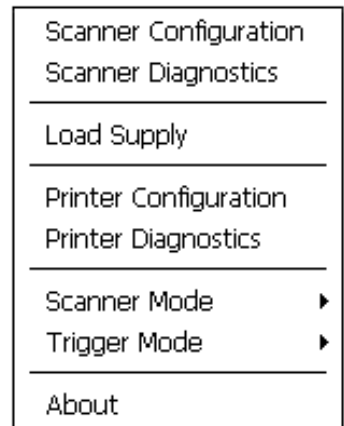 Scanner Configuration
Scanner Diagnostics
Load Supply
Printer Configuration
Printer Diagnostics
Scanner Mode
Trigger Mode
About